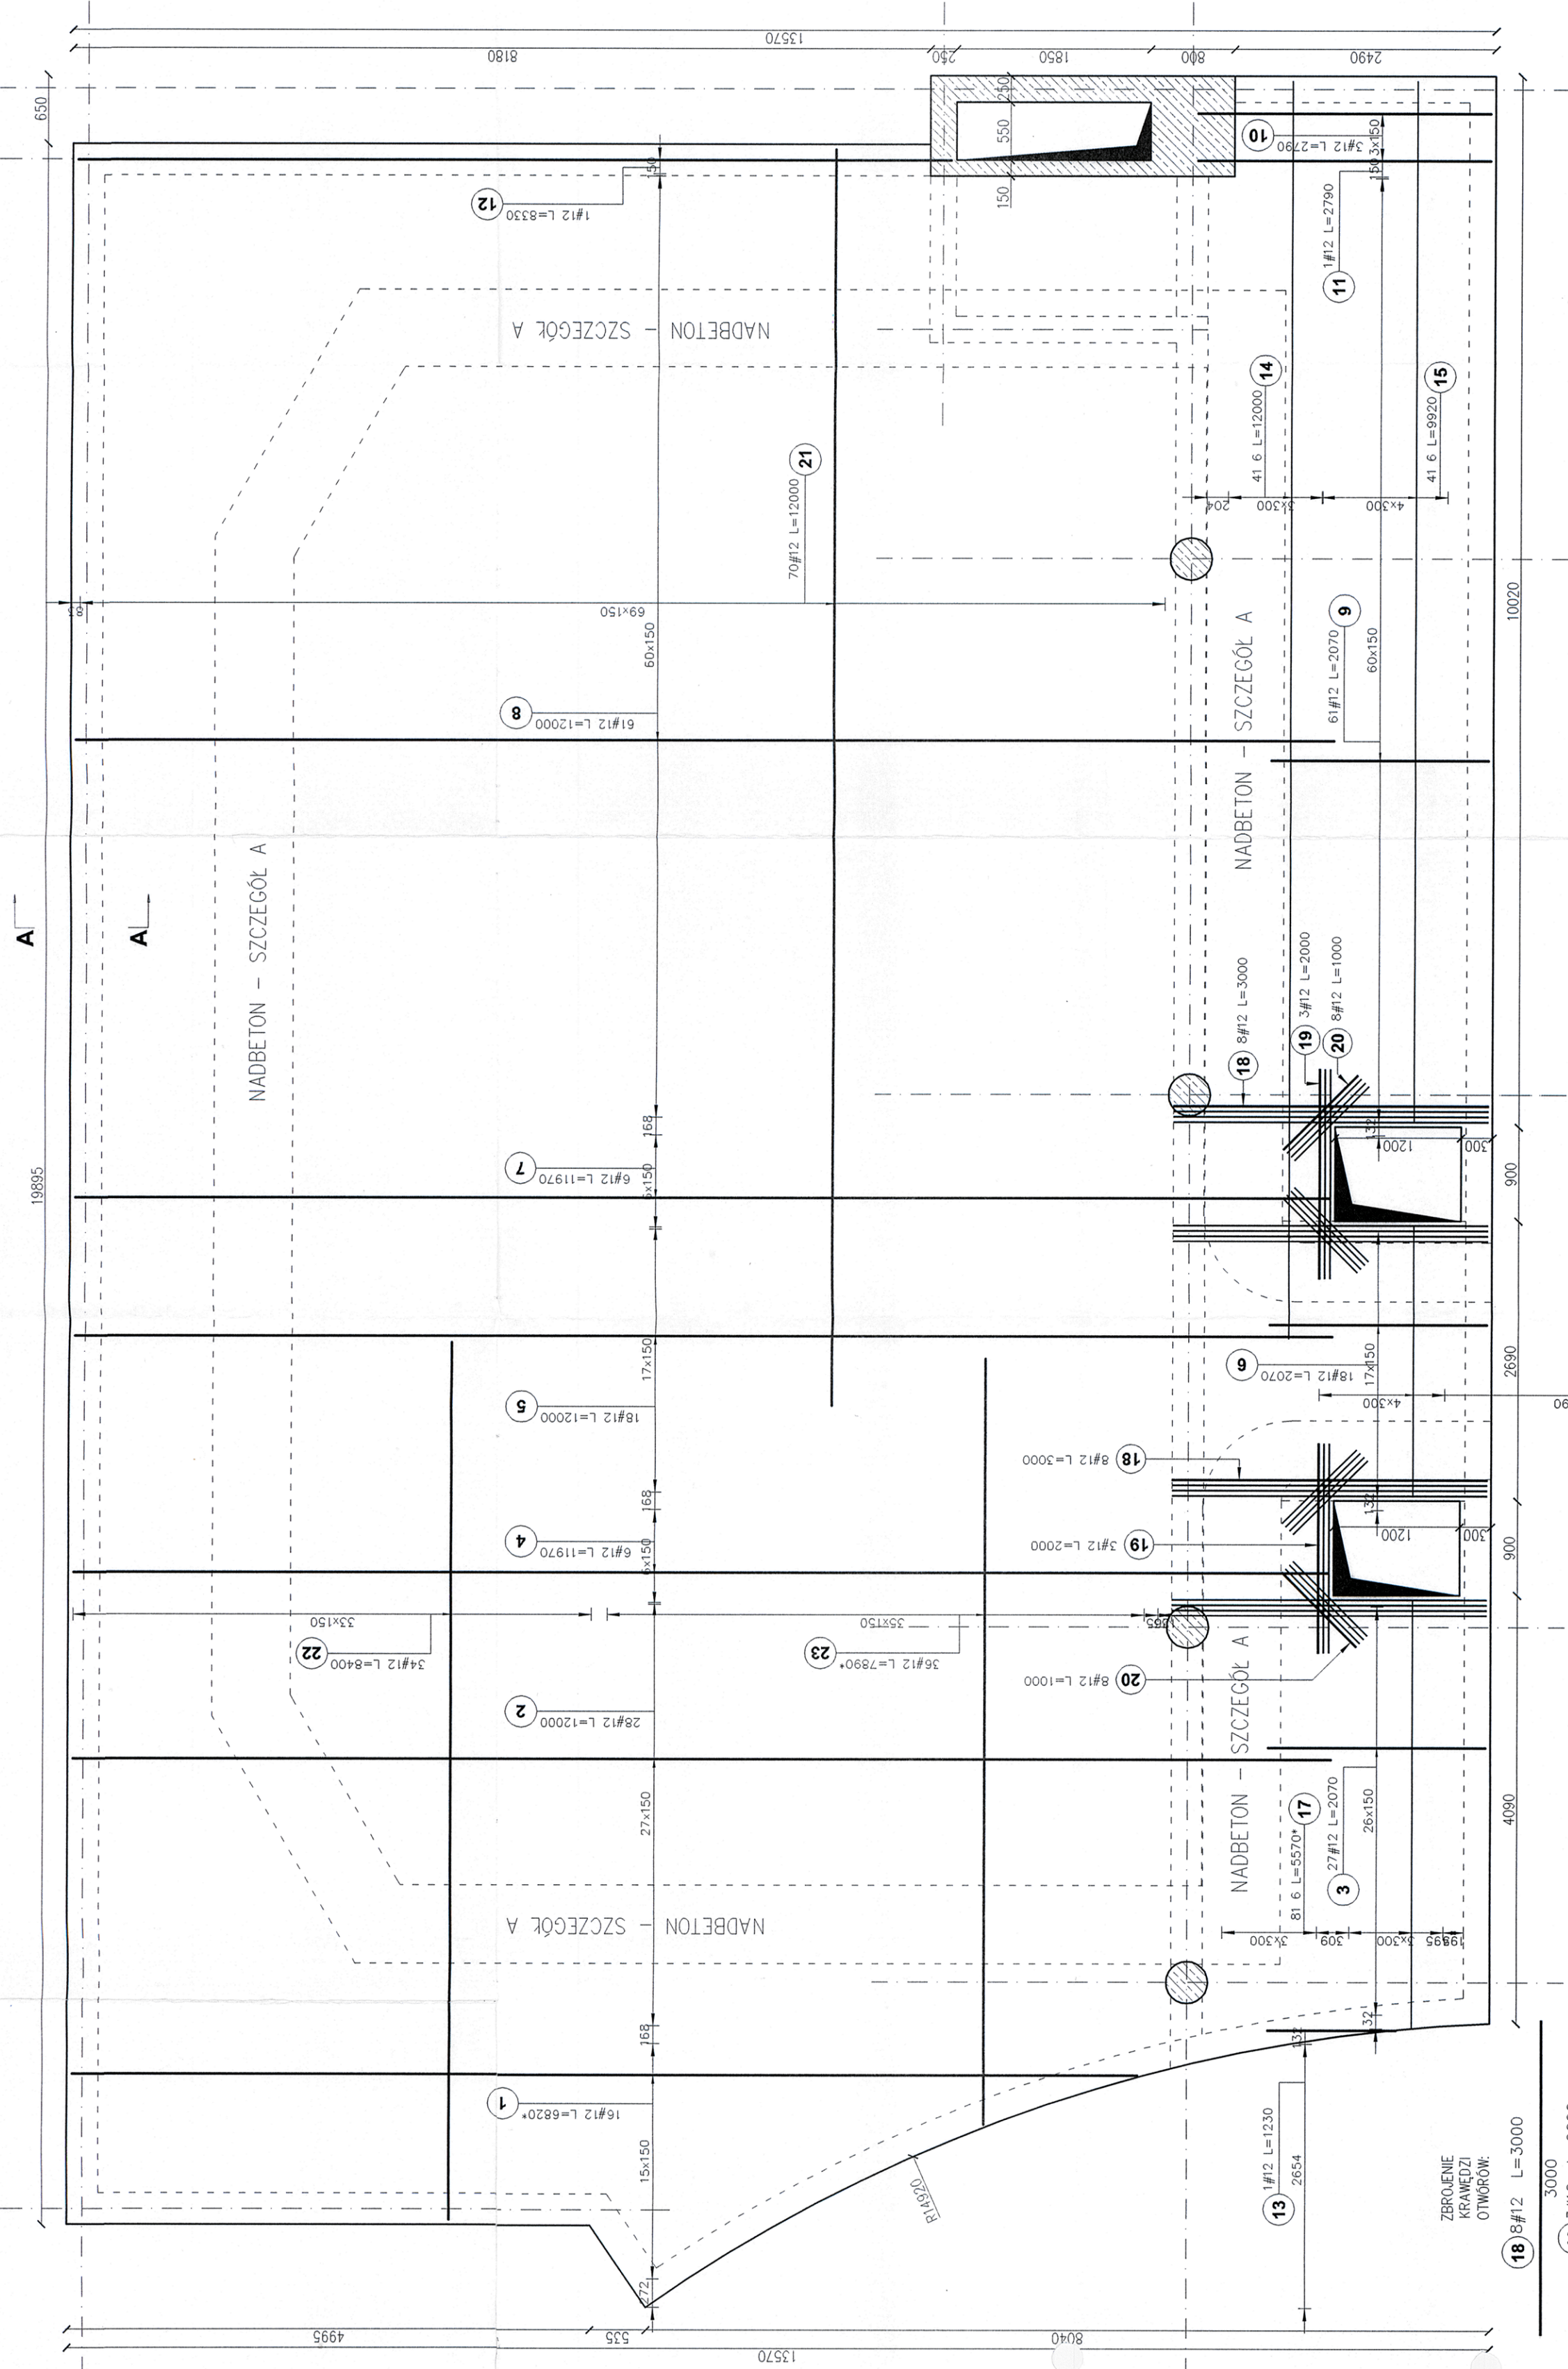 13570
8180
250
1850
800
2490
650
250
550
150
150
10
3#12 L=2790
3x150
150
12
1#12 L=8330
11
1#12 L=2790
NADBETON – SZCZEGÓŁ A
14
41 6 L=12000
15
41 6 L=9920
21
70#12 L=12000
204
3x300
4x300
69x150
60x150
10020
NADBETON – SZCZEGÓŁ A
9
61#12 L=2070
60x150
8
61#12 L=12000
A
A
NADBETON – SZCZEGÓŁ A
18
8#12 L=3000
19
3#12 L=2000
20
8#12 L=1000
168
132
1200
300
7
6#12 L=11970
900
19895
17x150
6
18#12 L=2070
17x150
2690
4x300
5
18#12 L=12000
18
8#12 L=3000
168
132
1200
300
4
6#12 L=11970
19
3#12 L=2000
900
33x150
35x150
22
34#12 L=8400
23
36#12 L=7890*
20
8#12 L=1000
2
28#12 L=12000
NADBETON – SZCZEGÓŁ A
17
81 6 L=5570*
3
27#12 L=2070
26x150
27x150
4090
NADBETON – SZCZEGÓŁ A
3x300
309
3x300
168
132
132
1
16#12 L=6820*
15x150
R14920
13
1#12 L=1230
2654
ZBROJENIE
KRAWĘDZI
OTWORÓW:
18
8#12 L=3000
3000
272
4995
535
8040
13570